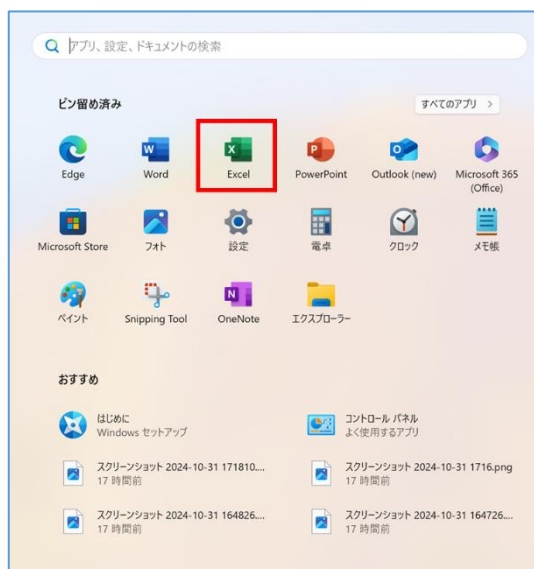 アプリ、設定、ドキュメントの検索
ピン留め済み
すべてのアプリ >
Edge
Word
Excel
PowerPoint
Outlook (new)
Microsoft 365
(Office)
Microsoft Store
フォト
設定
電卓
クロック
メモ帳
ペイント
Snipping Tool
OneNote
エクスプローラー
おすすめ
はじめに
Windows セットアップ
コントロール パネル
よく使用するアプリ
スクリーンショット 2024-10-31 171810....
17 時間前
スクリーンショット 2024-10-31 1716.png
17 時間前
スクリーンショット 2024-10-31 164826....
17 時間前
スクリーンショット 2024-10-31 164726....
17 時間前